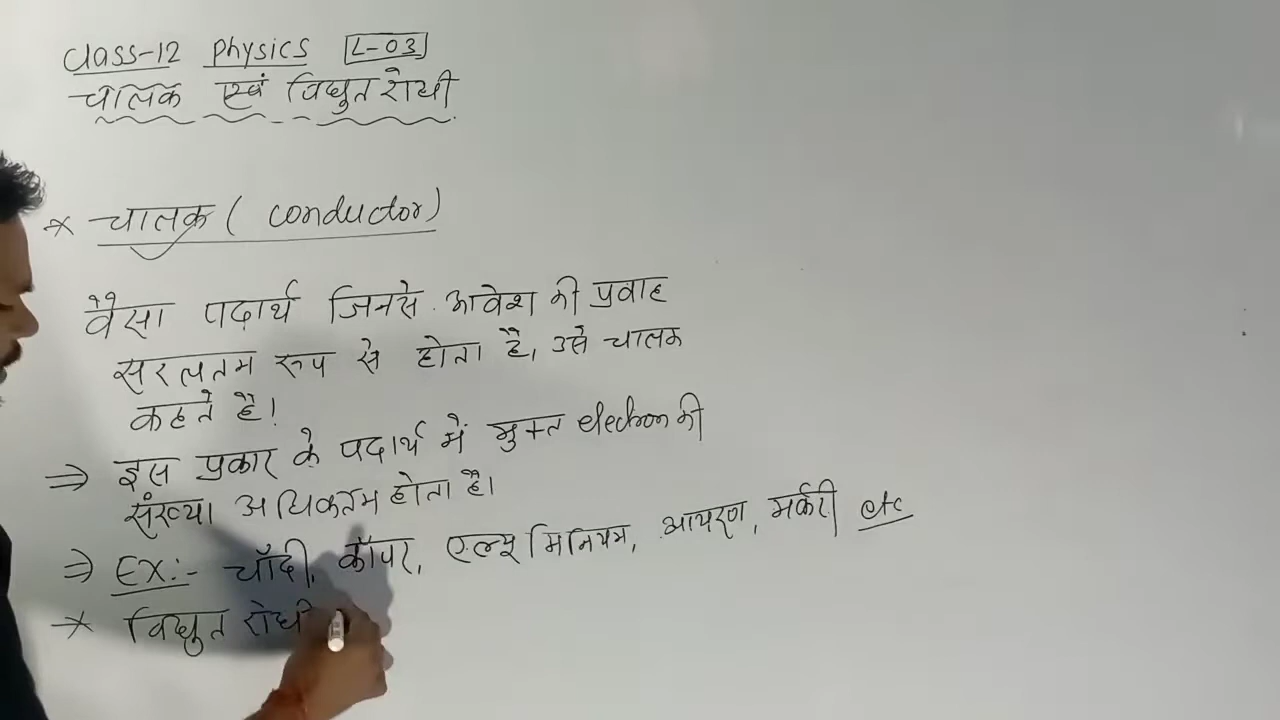 Class-12 Physics L-03
चालक एवं विद्युतरोधी
* चालक ( conductor)
वैसा पदार्थ जिनसे आवेश की प्रवाह
सरलतम रूप से होता है, उसे चालक
कहते है!
⇒ इस प्रकार के पदार्थ में मुक्त electron की
संख्या अधिकतम होता है।
⇒ Ex:- चाँदी, कॉपर, एल्यूमिनियम, आयरण, मर्करी etc
* विद्युत रोधी